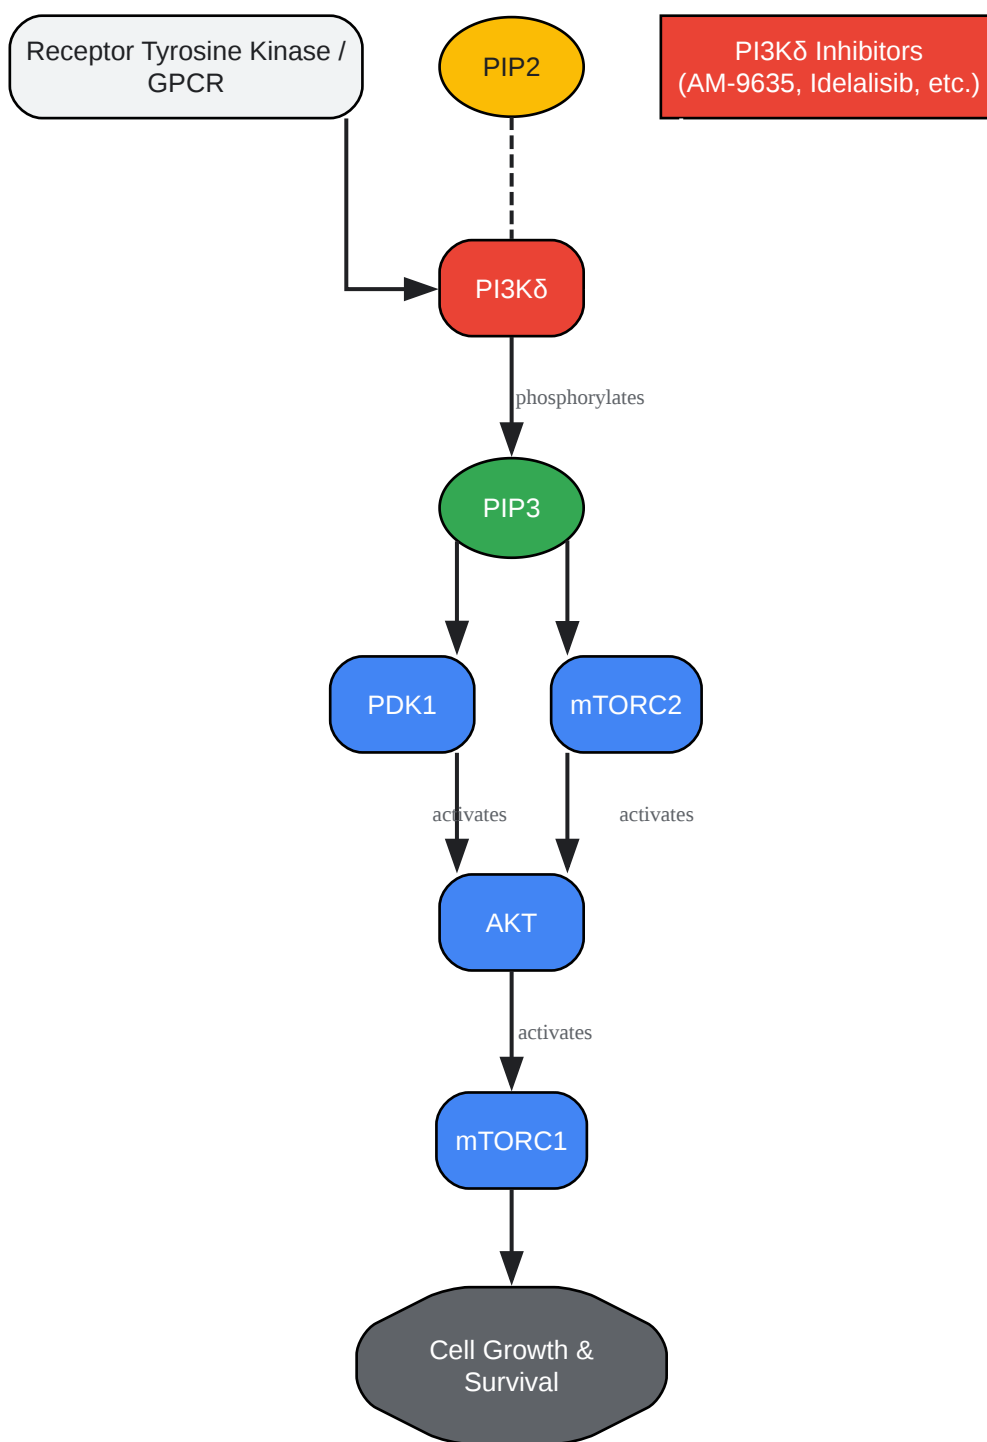 Receptor Tyrosine Kinase /
GPCR
PIP2
PI3Kδ Inhibitors
(AM-9635, Idelalisib, etc.)
PI3Kδ
phosphorylates
PIP3
PDK1
mTORC2
activates
activates
AKT
activates
mTORC1
Cell Growth &
Survival